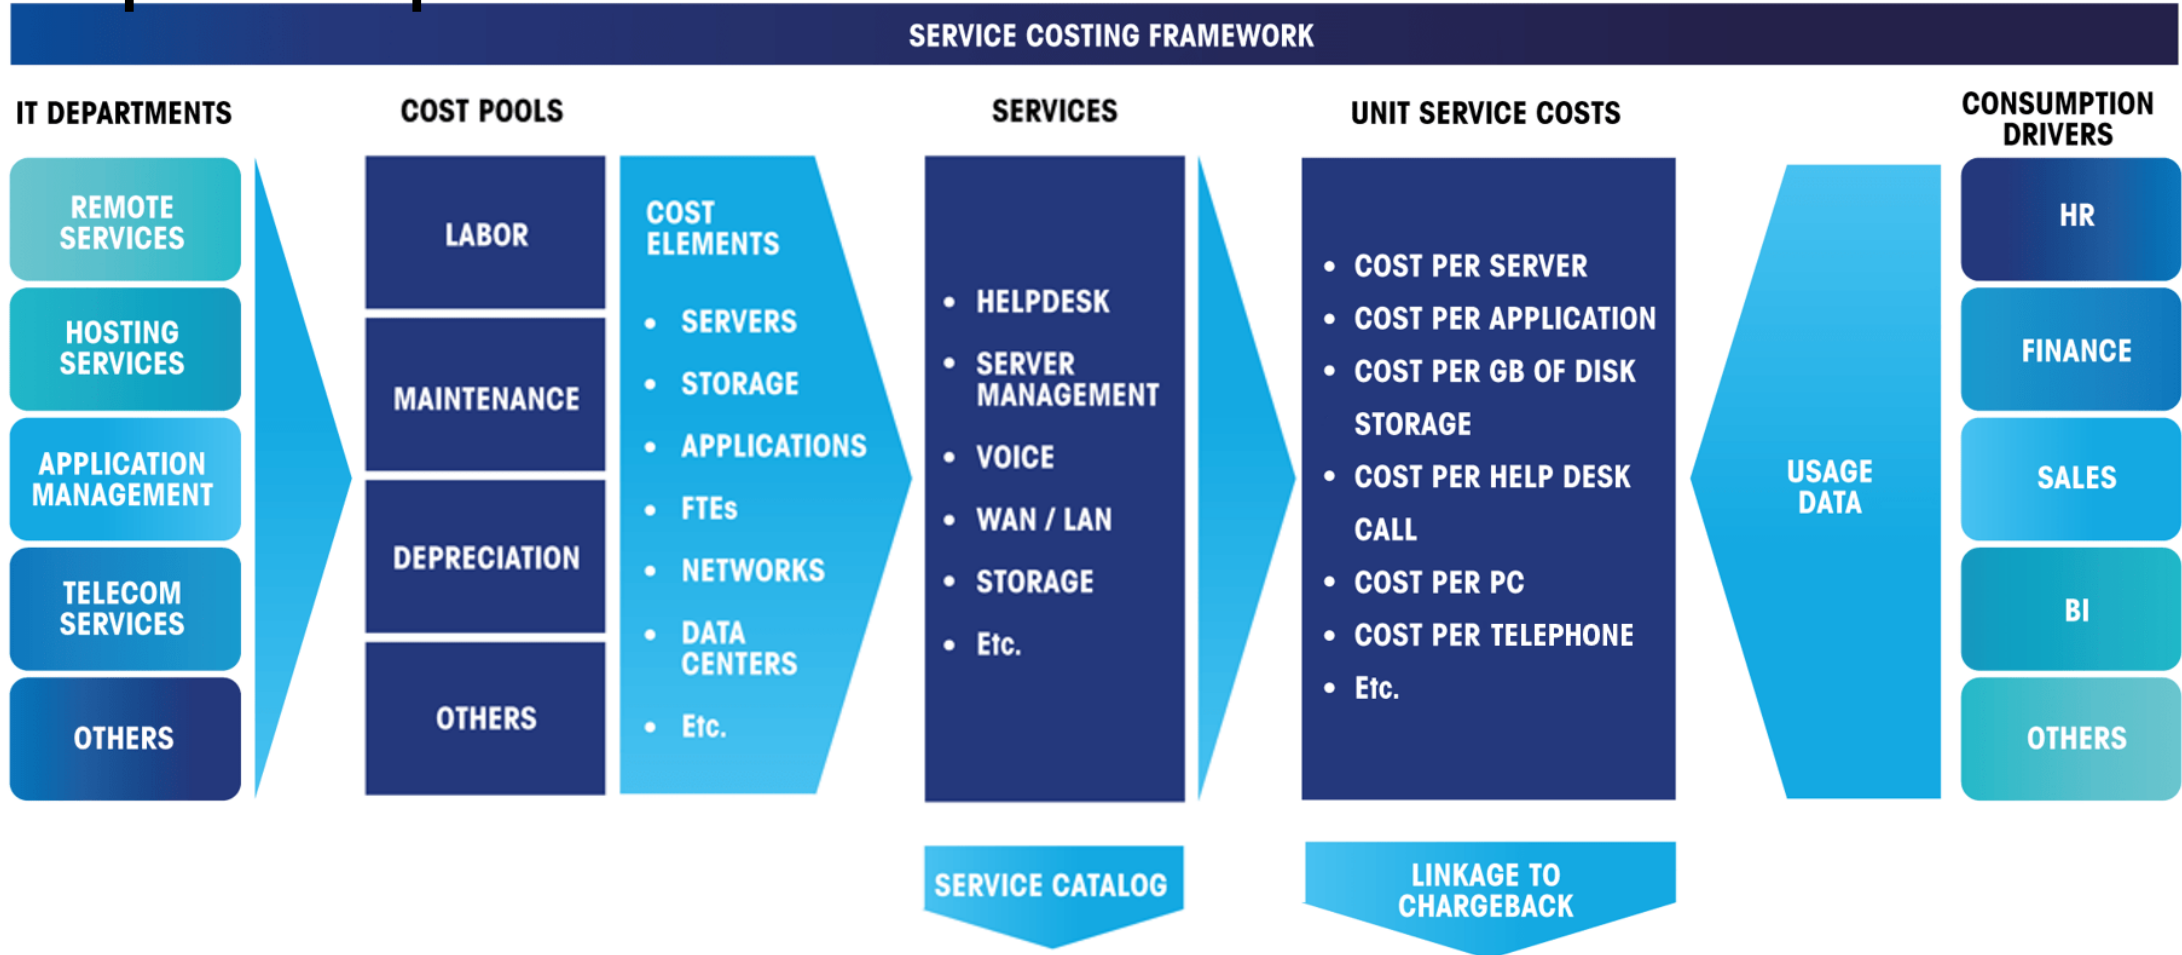 SERVICE COSTING FRAMEWORK
IT DEPARTMENTS
REMOTE
SERVICES
HOSTING
SERVICES
APPLICATION
MANAGEMENT
TELECOM
SERVICES
OTHERS
COST POOLS
LABOR
MAINTENANCE
DEPRECIATION
OTHERS
COST
ELEMENTS
• SERVERS
• STORAGE
• APPLICATIONS
• FTEs
• NETWORKS
• DATA
CENTERS
• Etc.
SERVICES
• HELPDESK
• SERVER
MANAGEMENT
• VOICE
• WAN / LAN
• STORAGE
• Etc.
SERVICE CATALOG
UNIT SERVICE COSTS
• COST PER SERVER
• COST PER APPLICATION
• COST PER GB OF DISK
STORAGE
• COST PER HELP DESK
CALL
• COST PER PC
• COST PER TELEPHONE
• Etc.
LINKAGE TO
CHARGEBACK
USAGE
DATA
CONSUMPTION
DRIVERS
HR
FINANCE
SALES
BI
OTHERS